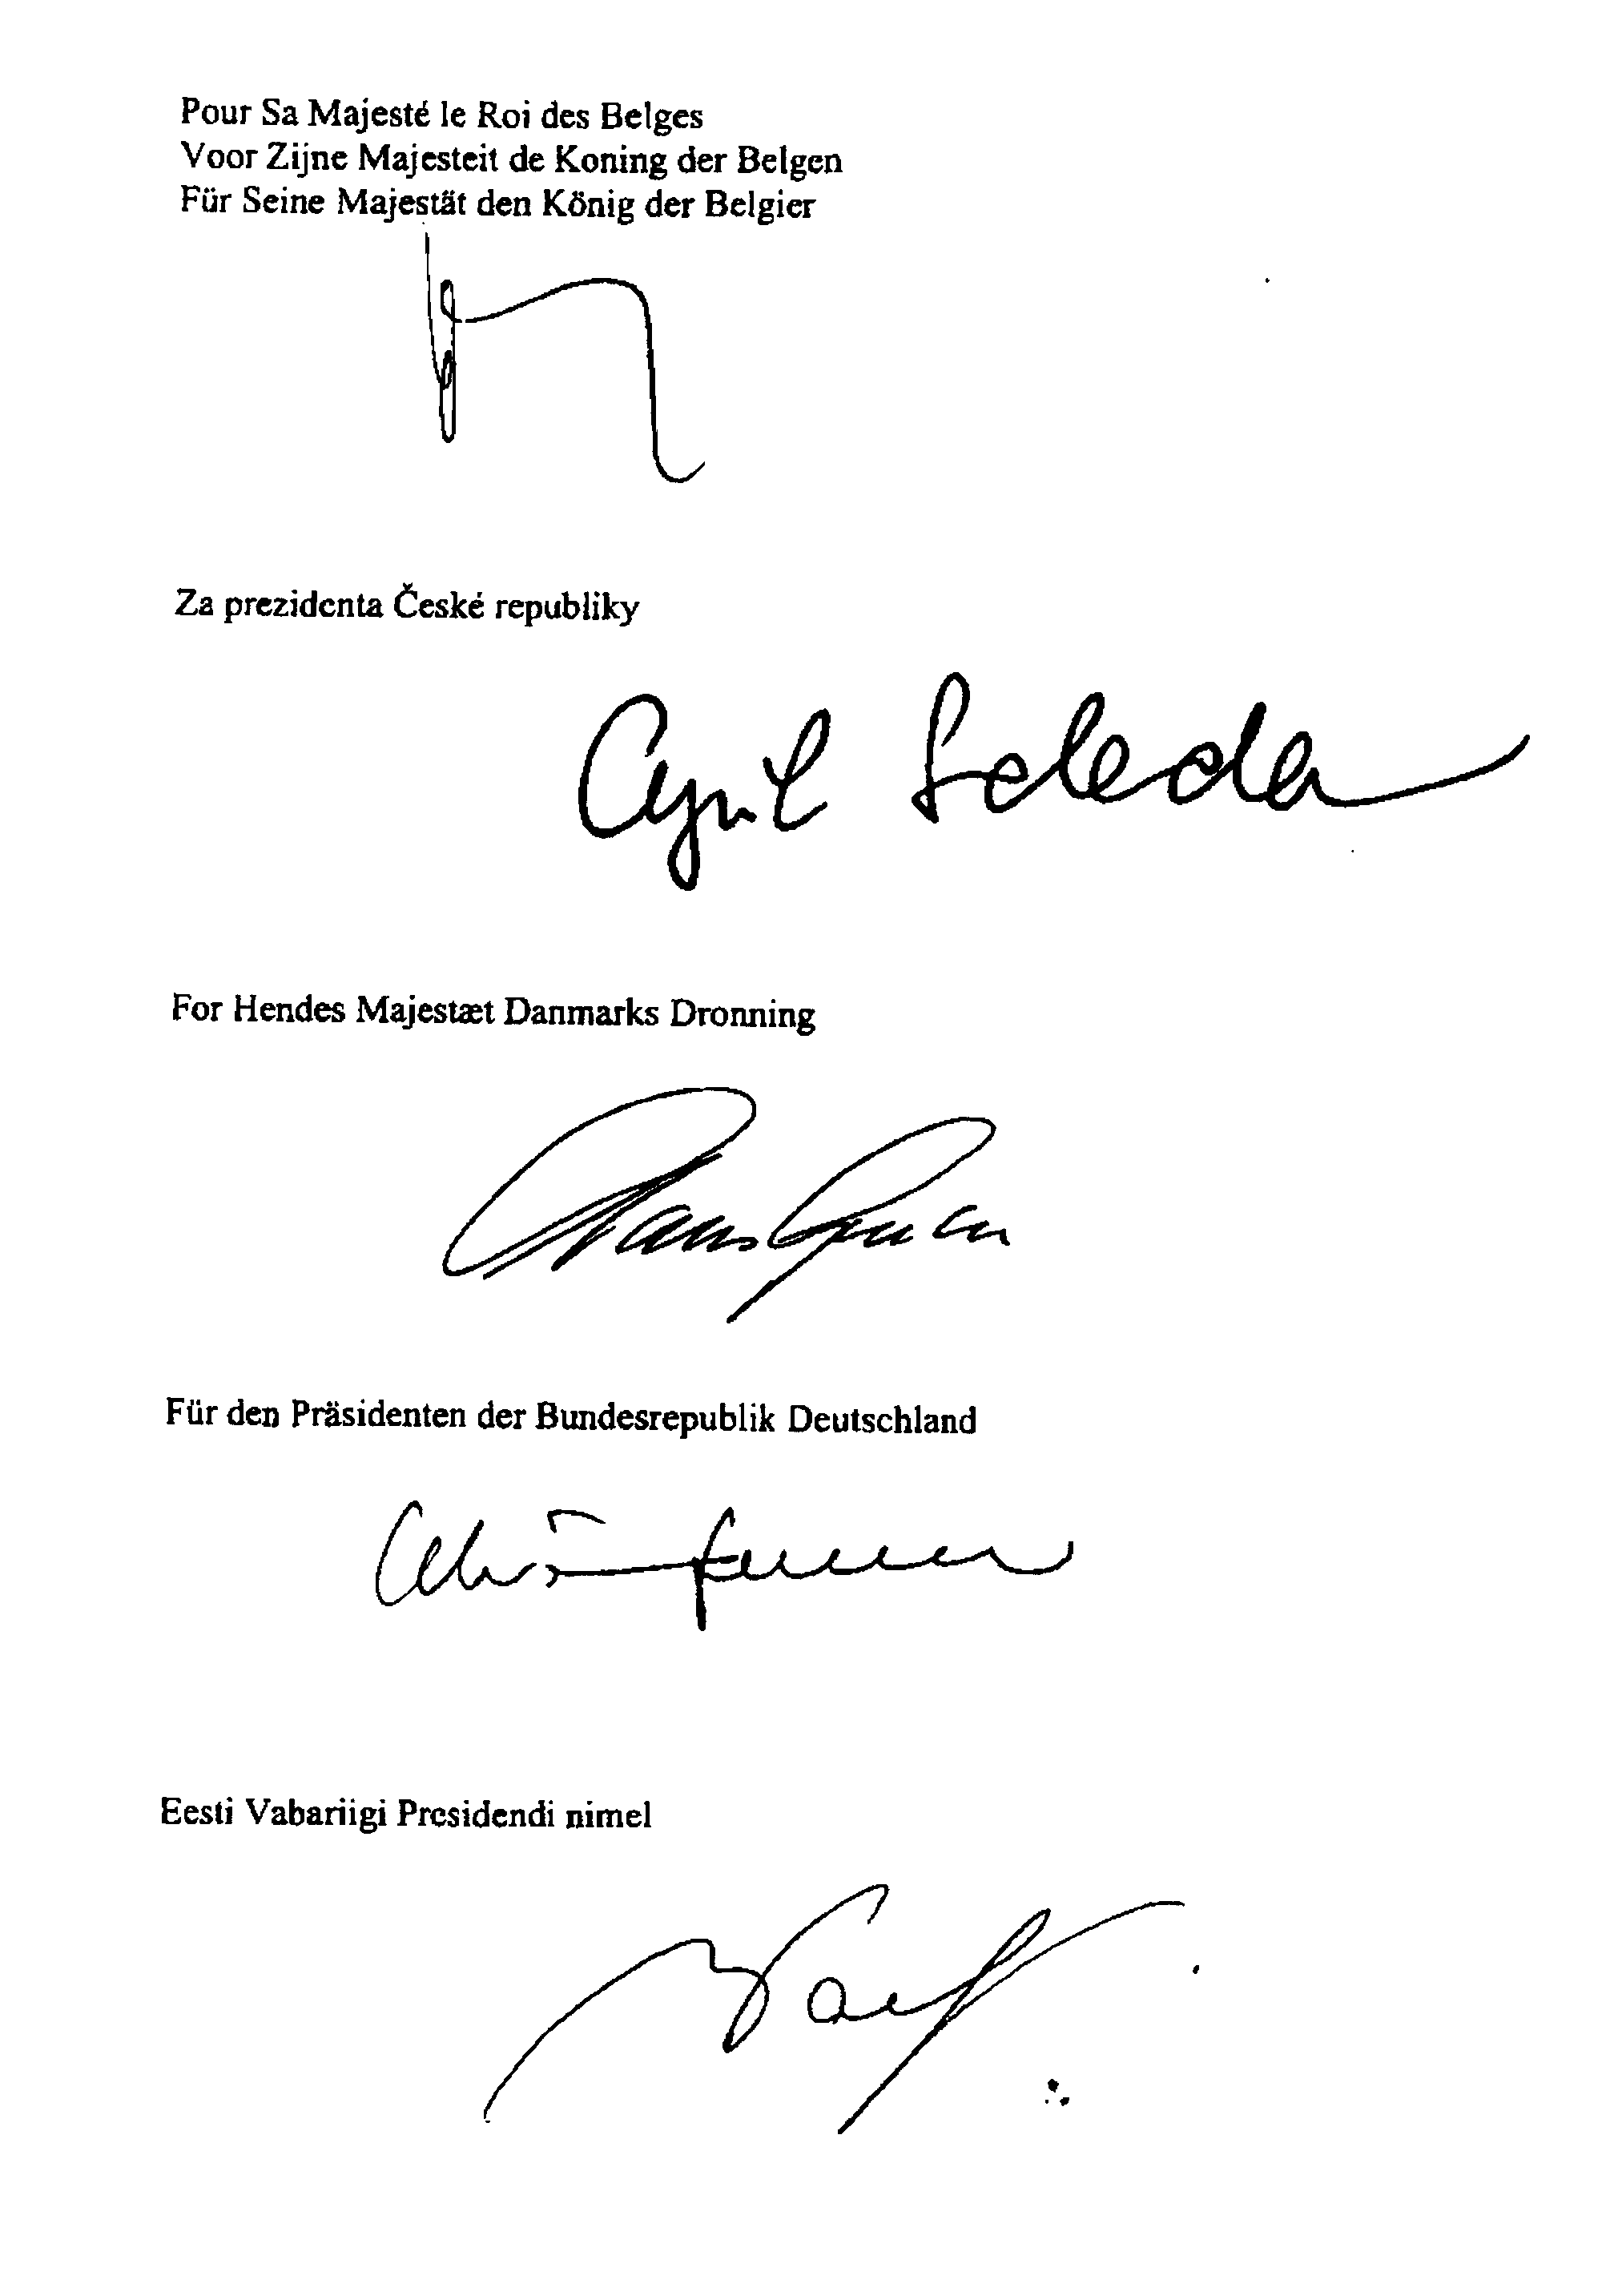 Pour Sa Majesté le Roi des Belges
Voor Zijne Majesteit de Koning der Belgen
Für Seine Majestät den König der Belgier
Za prezidenta České republiky
Cyril
For Hendes Majestæt Danmarks Dronning
Für den Präsidenten der Bundesrepublik Deutschland
Eesti Vabariigi Presidendi nimel